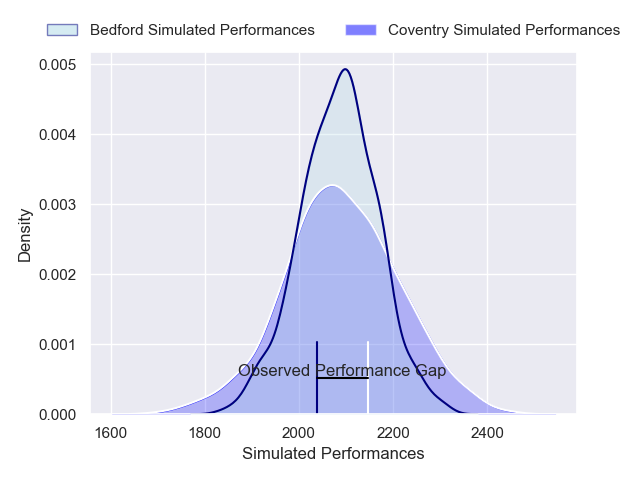 Bedford Simulated Performances
Coventry Simulated Performances
0.005
0.004
0.003
0.002
0.001
0.000
Density
Observed Performance Gap
1600
1800
2000
2200
2400
Simulated Performances